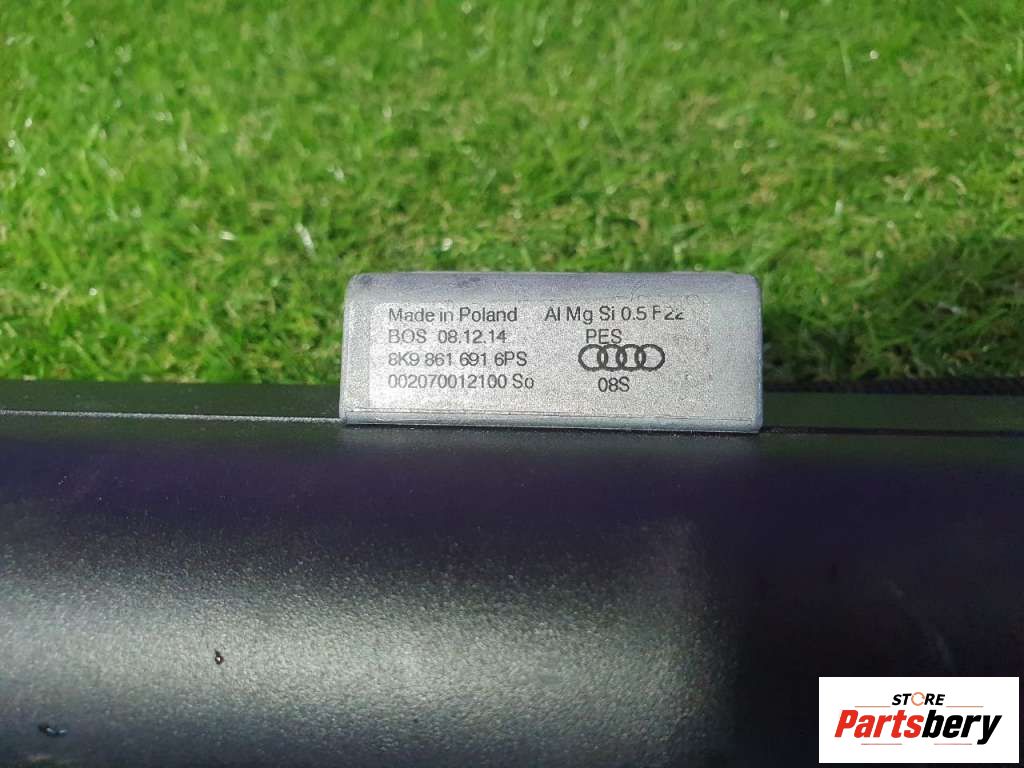 Made in Poland Al Mg Si 0.5 F22
BOS 08.12.14 PES
8K9 861 691 6PS
002070012100 So 08S
STORE
Partsbery